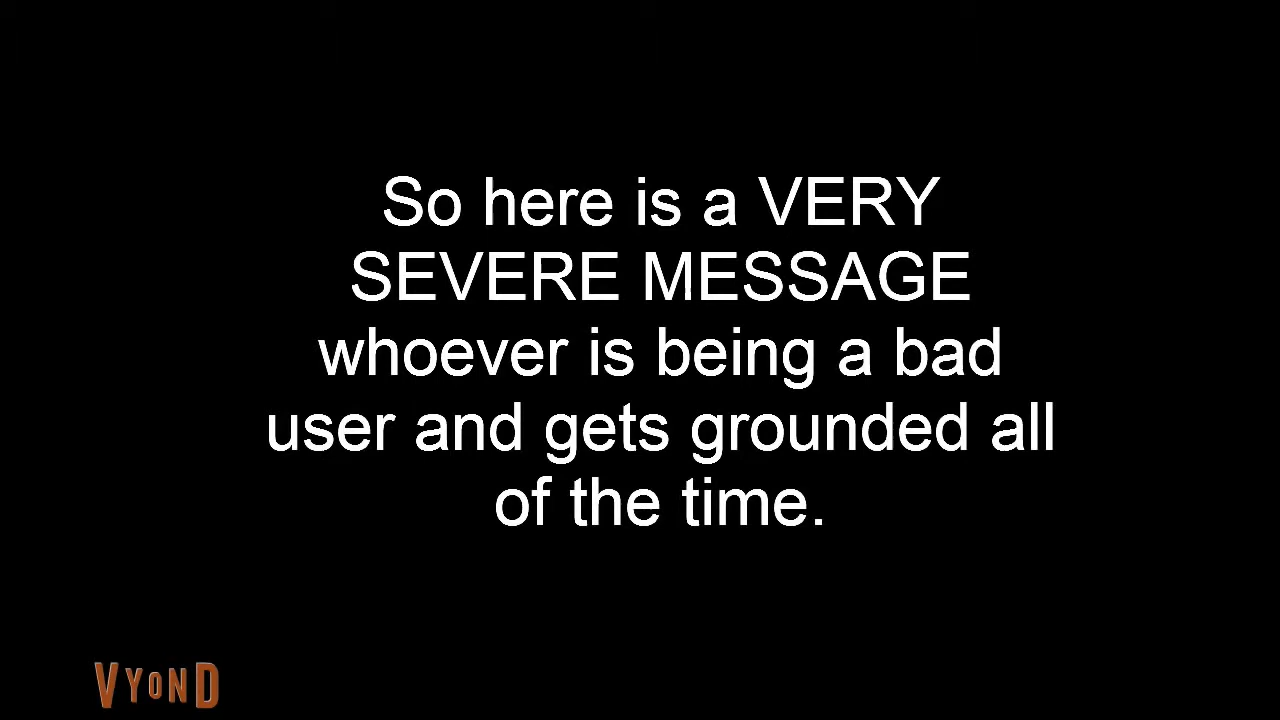 So here is a VERY
SEVERE MESSAGE
whoever is being a bad
user and gets grounded all
of the time.
VYOND